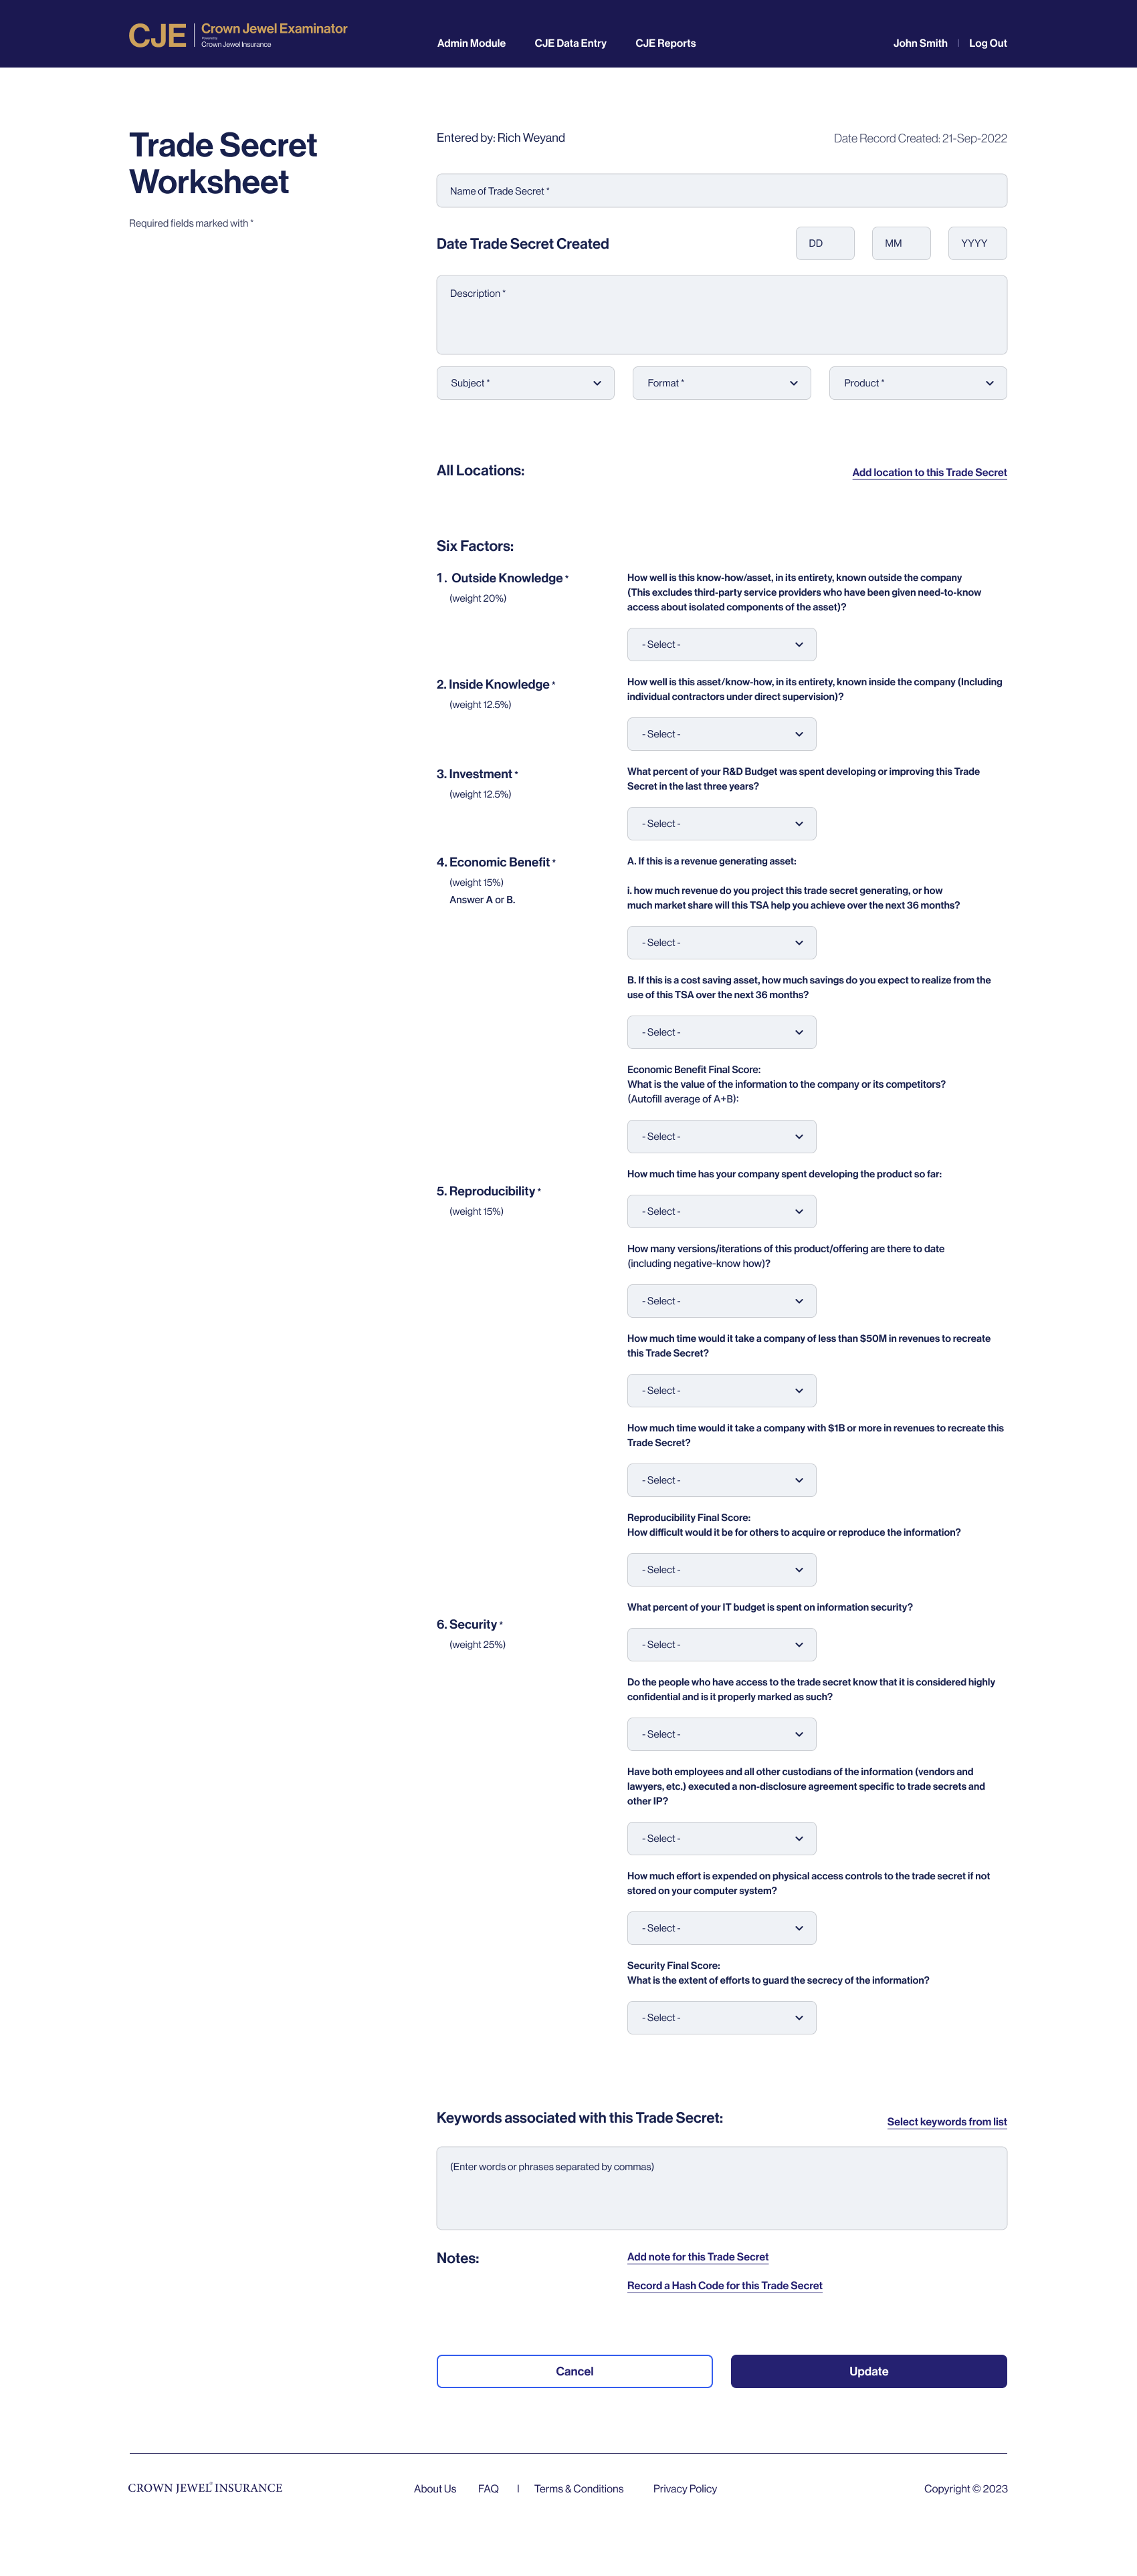 CJE
Crown Jewel Examinator
Powered by
Crown Jewel Insurance
Admin Module
CJE Data Entry
CJE Reports
John Smith | Log Out
Trade Secret
Worksheet
Required fields marked with *
Entered by: Rich Weyand
Date Record Created: 21-Sep-2022
Name of Trade Secret *
Date Trade Secret Created
DD
MM
YYYY
Description *
Subject *
Format *
Product *
All Locations:
Add location to this Trade Secret
Six Factors:
1. Outside Knowledge *
(weight 20%)
How well is this know-how/asset, in its entirety, known outside the company
(This excludes third-party service providers who have been given need-to-know
access about isolated components of the asset)?
- Select -
2. Inside Knowledge *
(weight 12.5%)
How well is this asset/know-how, in its entirety, known inside the company (Including
individual contractors under direct supervision)?
- Select -
3. Investment *
(weight 12.5%)
What percent of your R&D Budget was spent developing or improving this Trade
Secret in the last three years?
- Select -
4. Economic Benefit *
(weight 15%)
Answer A or B.
A. If this is a revenue generating asset:
i. how much revenue do you project this trade secret generating, or how
much market share will this TSA help you achieve over the next 36 months?
- Select -
B. If this is a cost saving asset, how much savings do you expect to realize from the
use of this TSA over the next 36 months?
- Select -
Economic Benefit Final Score:
What is the value of the information to the company or its competitors?
(Autofill average of A+B):
- Select -
5. Reproducibility *
(weight 15%)
How much time has your company spent developing the product so far:
- Select -
How many versions/iterations of this product/offering are there to date
(including negative-know how)?
- Select -
How much time would it take a company of less than $50M in revenues to recreate
this Trade Secret?
- Select -
How much time would it take a company with $1B or more in revenues to recreate this
Trade Secret?
- Select -
Reproducibility Final Score:
How difficult would it be for others to acquire or reproduce the information?
- Select -
6. Security *
(weight 25%)
What percent of your IT budget is spent on information security?
- Select -
Do the people who have access to the trade secret know that it is considered highly
confidential and is it properly marked as such?
- Select -
Have both employees and all other custodians of the information (vendors and
lawyers, etc.) executed a non-disclosure agreement specific to trade secrets and
other IP?
- Select -
How much effort is expended on physical access controls to the trade secret if not
stored on your computer system?
- Select -
Security Final Score:
What is the extent of efforts to guard the secrecy of the information?
- Select -
Keywords associated with this Trade Secret:
Select keywords from list
(Enter words or phrases separated by commas)
Notes:
Add note for this Trade Secret
Record a Hash Code for this Trade Secret
Cancel
Update
CROWN JEWEL® INSURANCE
About Us
FAQ
|
Terms & Conditions
Privacy Policy
Copyright © 2023